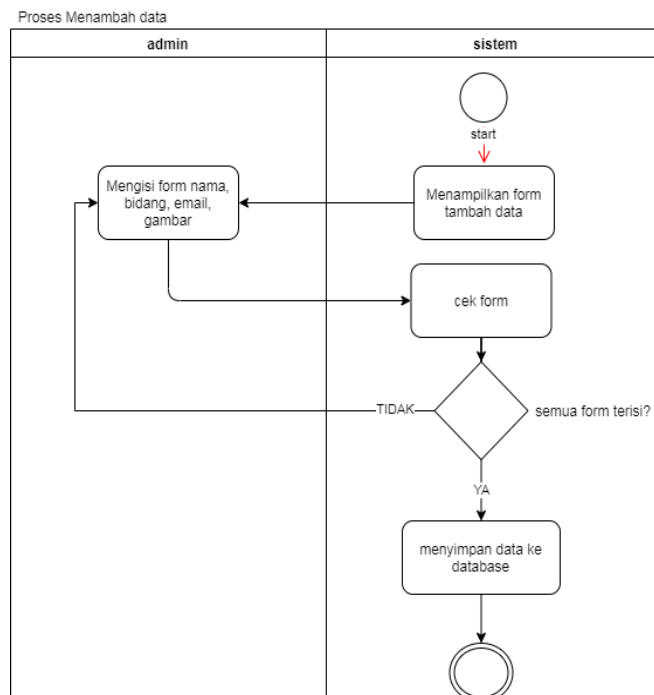 Proses Menambah data
admin
sistem
start
Menampilkan form
tambah data
Mengisi form nama,
bidang, email,
gambar
cek form
TIDAK
semua form terisi?
YA
menyimpan data ke
database